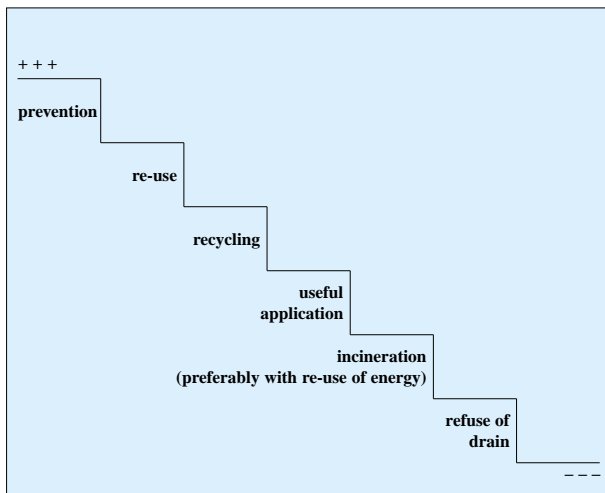 + + +
prevention
re-use
recycling
useful
application
incineration
(preferably with re-use of energy)
refuse of
drain
– – –